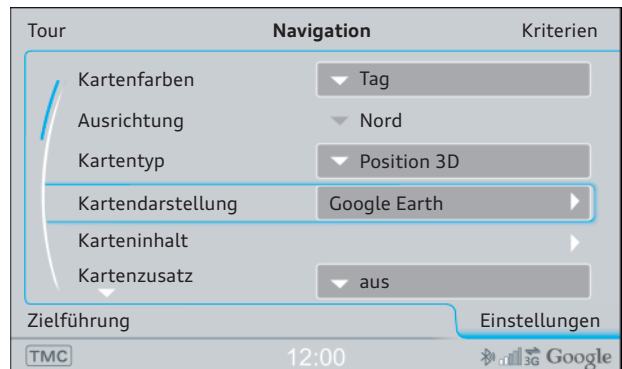 Tour Navigation Kriterien
Kartenfarben Tag
Ausrichtung Nord
Kartentyp Position 3D
Kartendarstellung Google Earth
Karteninhalt
Kartenzusatz aus
Zielführung Einstellungen
TMC 12:00 3G Google